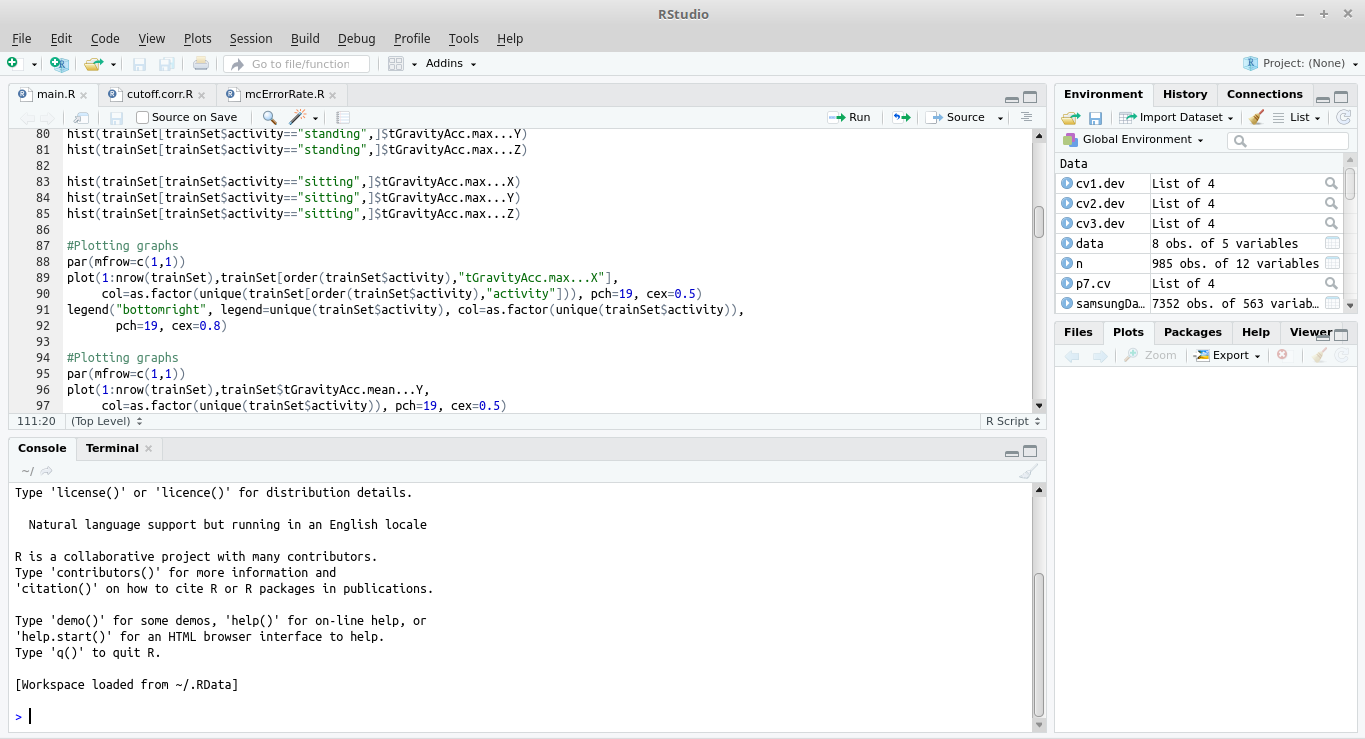 RStudio
File Edit Code View Plots Session Build Debug Profile Tools Help
Go to file/function Addins Project: (None)
main.R cutoff.corr.R mcErrorRate.R
Source on Save Run Source
80 hist(trainSet[trainSet$activity=="standing",]$tGravityAcc.max...Y)
81 hist(trainSet[trainSet$activity=="standing",]$tGravityAcc.max...Z)
82
83 hist(trainSet[trainSet$activity=="sitting",]$tGravityAcc.max...X)
84 hist(trainSet[trainSet$activity=="sitting",]$tGravityAcc.max...Y)
85 hist(trainSet[trainSet$activity=="sitting",]$tGravityAcc.max...Z)
86
87 #Plotting graphs
88 par(mfrow=c(1,1))
89 plot(1:nrow(trainSet),trainSet[order(trainSet$activity),"tGravityAcc.max...X"],
90 col=as.factor(unique(trainSet[order(trainSet$activity),"activity"])), pch=19, cex=0.5)
91 legend("bottomright", legend=unique(trainSet$activity), col=as.factor(unique(trainSet$activity)),
92 pch=19, cex=0.8)
93
94 #Plotting graphs
95 par(mfrow=c(1,1))
96 plot(1:nrow(trainSet),trainSet$tGravityAcc.mean...Y,
97 col=as.factor(unique(trainSet$activity)), pch=19, cex=0.5)
111:20 (Top Level) R Script
Console Terminal
~/
Type 'license()' or 'licence()' for distribution details.
Natural language support but running in an English locale
R is a collaborative project with many contributors.
Type 'contributors()' for more information and
'citation()' on how to cite R or R packages in publications.
Type 'demo()' for some demos, 'help()' for on-line help, or
'help.start()' for an HTML browser interface to help.
Type 'q()' to quit R.
[Workspace loaded from ~/.RData]
>
Environment History Connections
Import Dataset List
Global Environment
Data
cv1.dev List of 4
cv2.dev List of 4
cv3.dev List of 4
data 8 obs. of 5 variables
n 985 obs. of 12 variables
p7.cv List of 4
samsungDa… 7352 obs. of 563 variab…
Files Plots Packages Help Viewer
Zoom Export